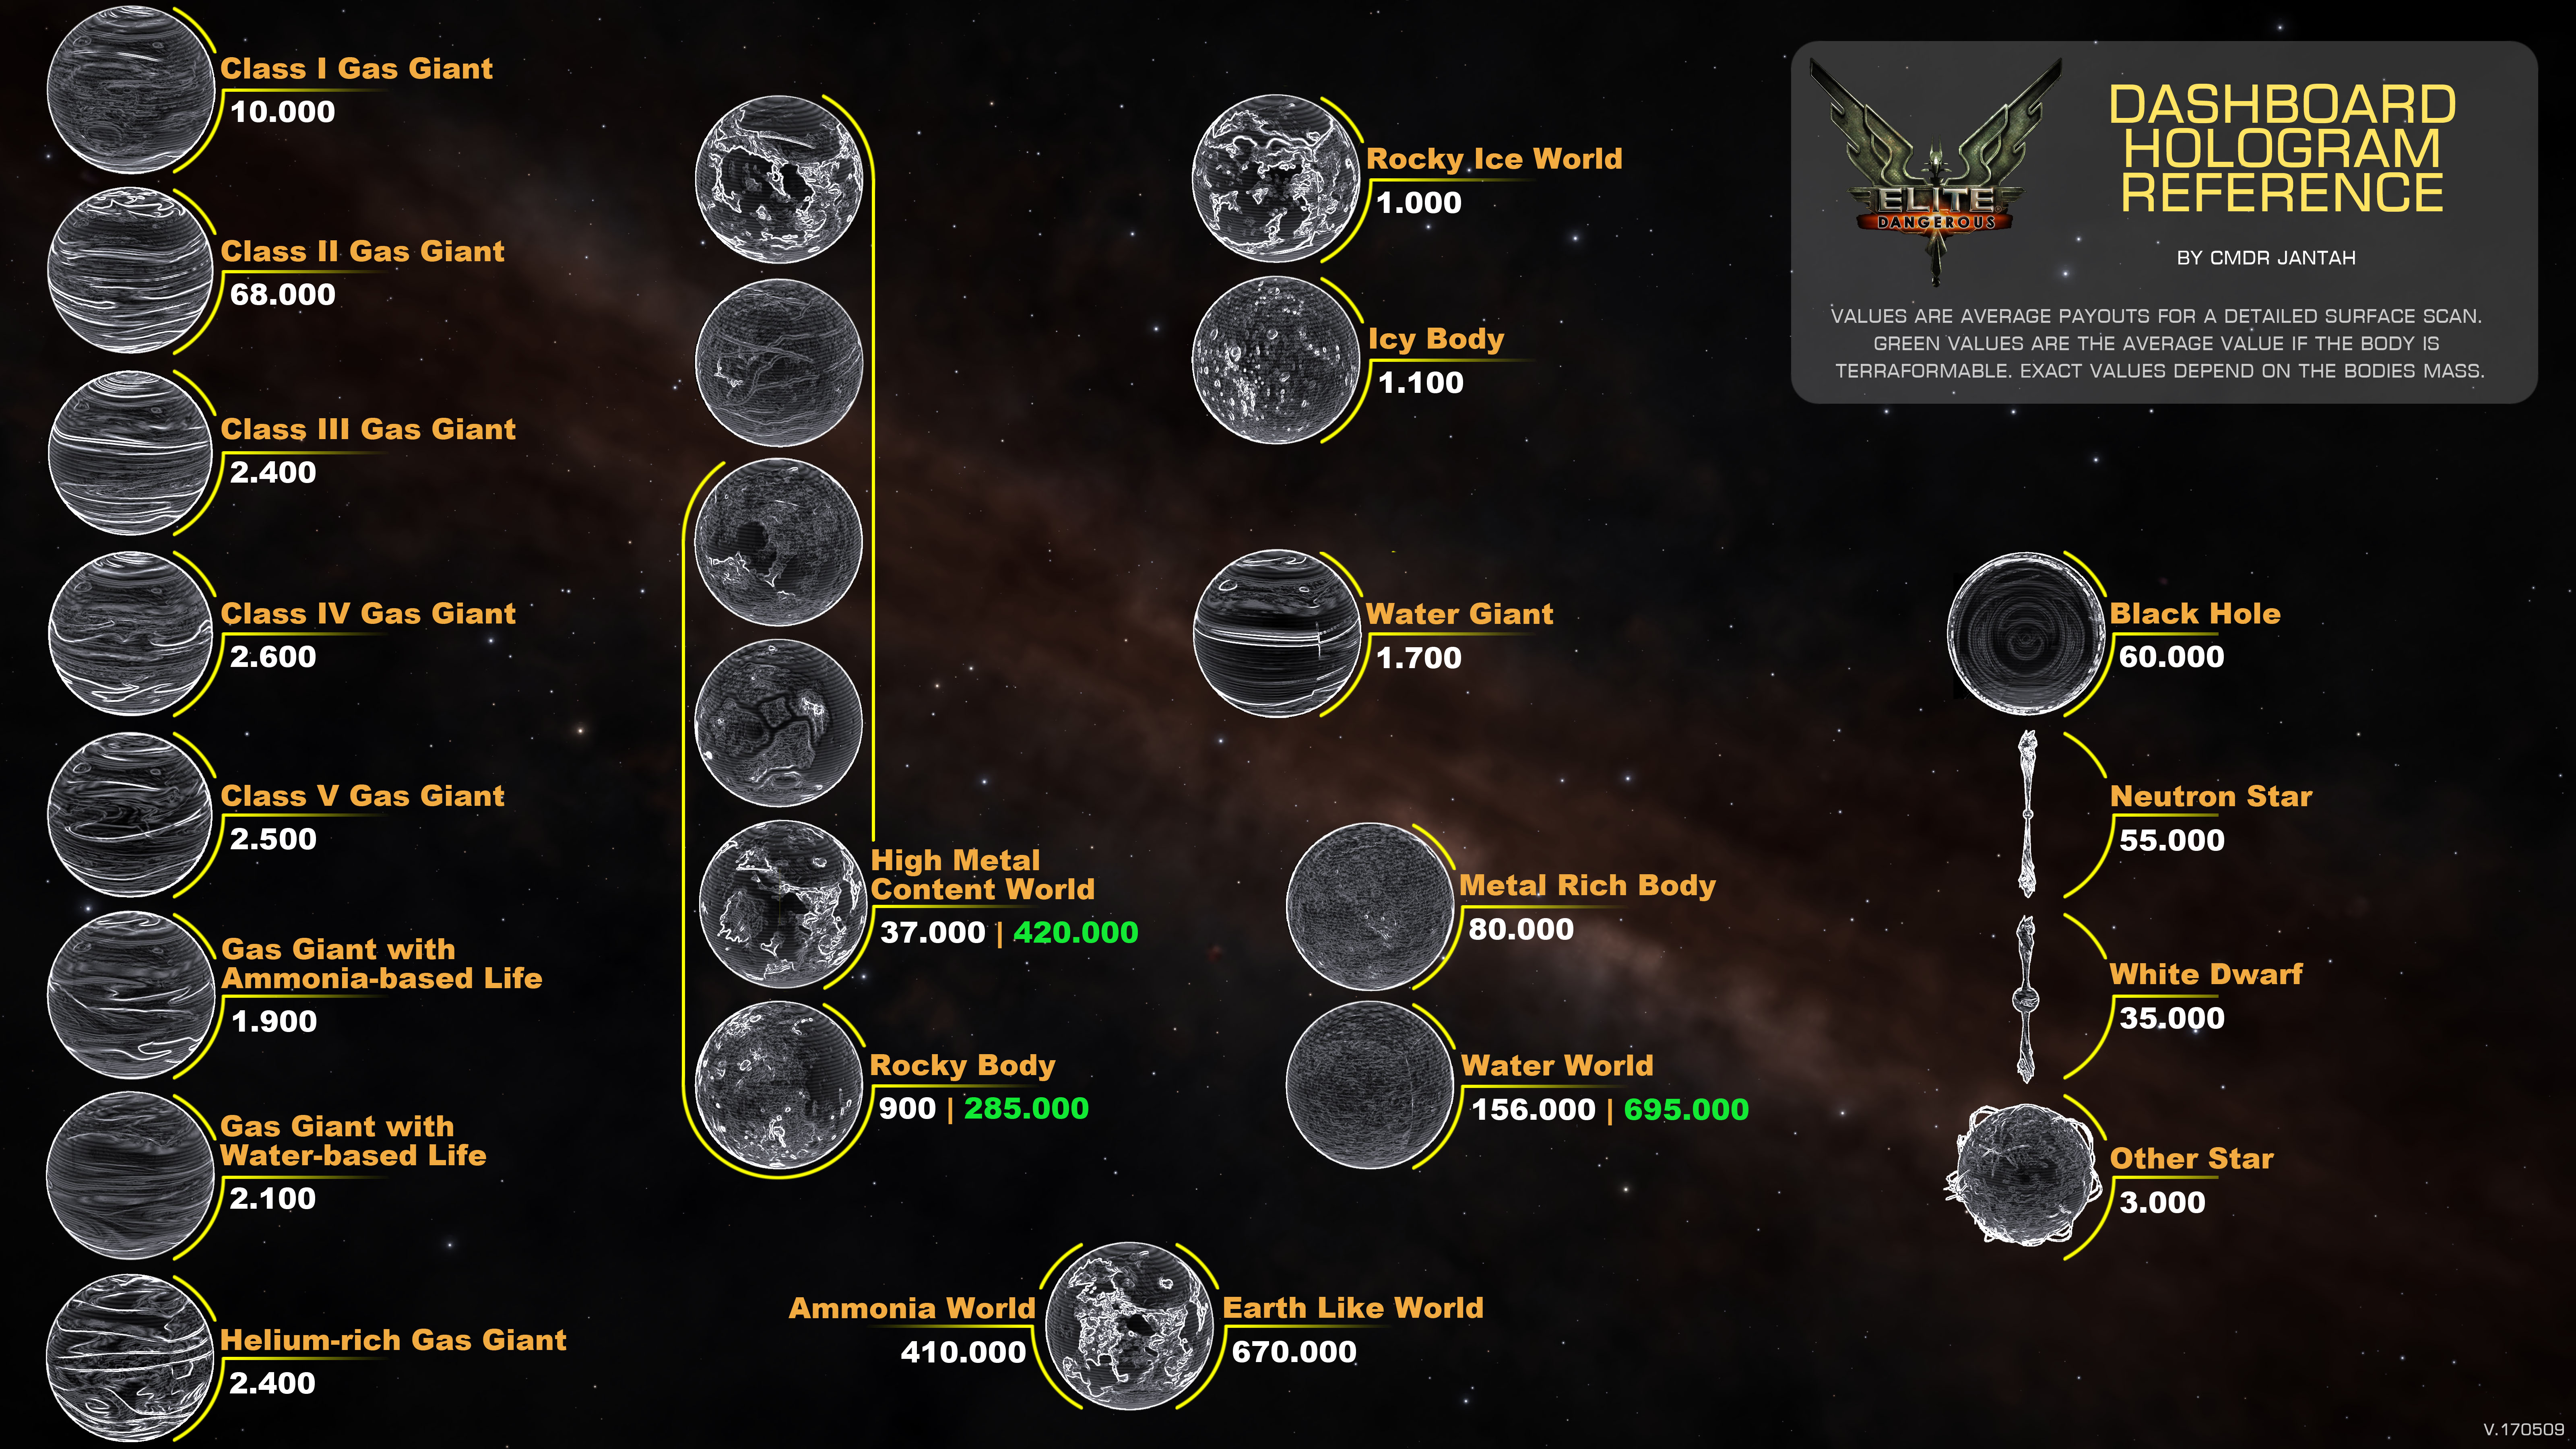 Class I Gas Giant
10.000
Class II Gas Giant
68.000
Class III Gas Giant
2.400
Class IV Gas Giant
2.600
Class V Gas Giant
2.500
Gas Giant with
Ammonia-based Life
1.900
Gas Giant with
Water-based Life
2.100
Helium-rich Gas Giant
2.400
High Metal
Content World
37.000 | 420.000
Rocky Body
900 | 285.000
Rocky Ice World
1.000
Icy Body
1.100
Water Giant
1.700
Metal Rich Body
80.000
Water World
156.000 | 695.000
Ammonia World
410.000
Earth Like World
670.000
ELITE
DANGEROUS
DASHBOARD
HOLOGRAM
REFERENCE
BY CMDR JANTAH
VALUES ARE AVERAGE PAYOUTS FOR A DETAILED SURFACE SCAN.
GREEN VALUES ARE THE AVERAGE VALUE IF THE BODY IS
TERRAFORMABLE. EXACT VALUES DEPEND ON THE BODIES MASS.
Black Hole
60.000
Neutron Star
55.000
White Dwarf
35.000
Other Star
3.000
V.170509